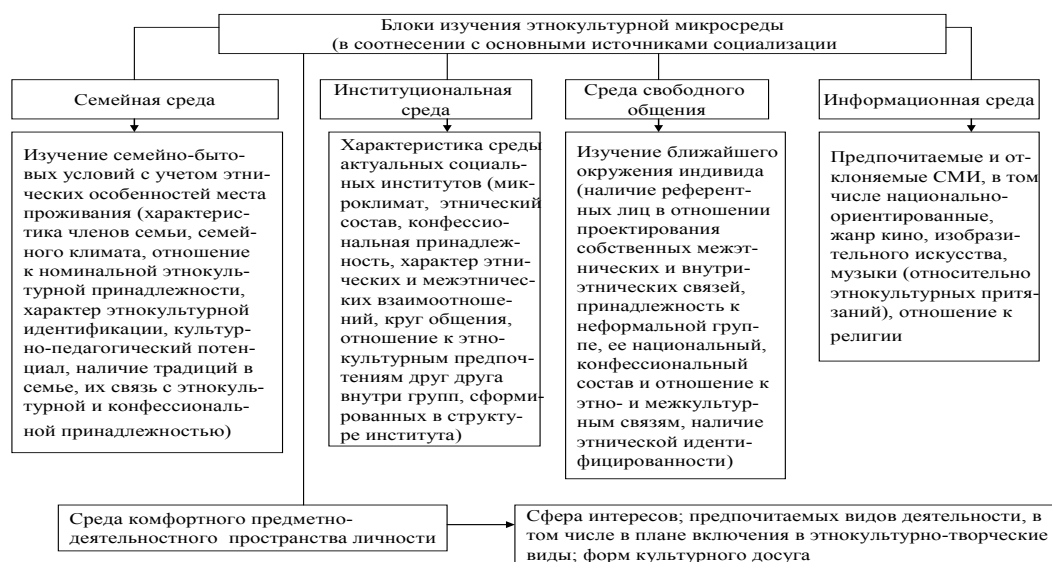 Блоки изучения этнокультурной микросреды
(в соотнесении с основными источниками социализации
Семейная среда
Изучение семейно-быто-
вых условий с учетом этни-
ческих особенностей места
проживания (характерис-
тика членов семьи, семей-
ного климата, отношение
к номинальной этнокуль-
турной принадлежности,
характер этнокультурной
идентификации, культур-
но-педагогический потен-
циал, наличие традиций в
семье, их связь с этнокуль-
турной и конфессиональ-
ной принадлежностью)
Институциональная
среда
Характеристика среды
актуальных социаль-
ных институтов (ми-
кроклимат, этнический
состав, конфессио-
нальная принадлеж-
ность, характер этни-
ческих и межэтниче-
ских взаимоотноше-
ний, круг общения,
отношение к этно-
культурным предпоч-
тениям друг друга
внутри групп, сформи-
рованных в структу-
ре института)
Среда свободного
общения
Изучение ближайшего
окружения индивида
(наличие референт-
ных лиц в отношении
проектирования
собственных межэт-
нических и внутри-
этнических связей,
принадлежность к
неформальной груп-
пе, ее национальный,
конфессиональный
состав и отношение к
этно- и межкультур-
ным связям, наличие
этнической иденти-
фицированности)
Информационная среда
Предпочитаемые и от-
клоняемые СМИ, в том
числе национально-
ориентированные,
жанр кино, изобрази-
тельного искусства,
музыки (относительно
этнокультурных притя-
заний), отношение к
религии
Среда комфортного предметно-
деятельностного пространства личности
Сфера интересов; предпочитаемых видов деятельности, в
том числе в плане включения в этнокультурно-творческие
виды; форм культурного досуга